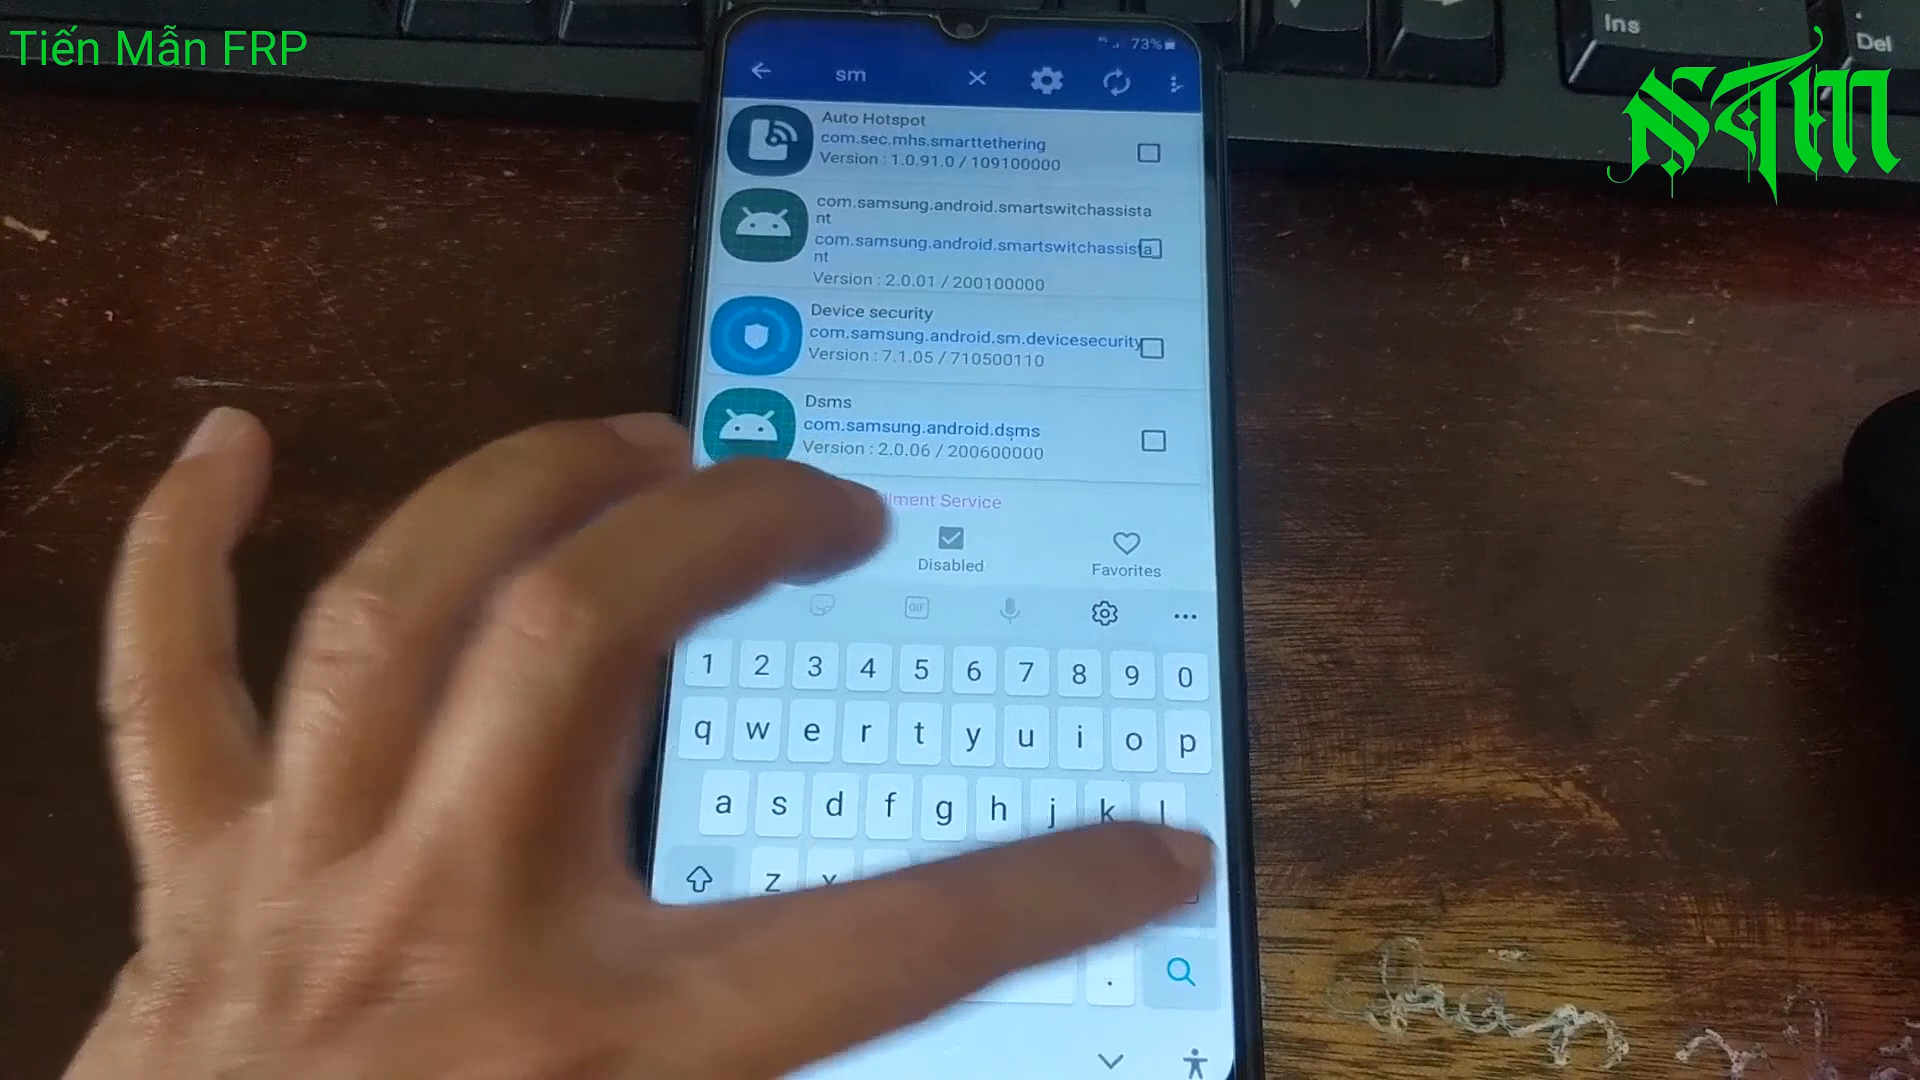 Tiến Mẫn FRP
Ins
Del
73%
sm
Auto Hotspot
com.sec.mhs.smarttethering
Version : 1.0.91.0 / 109100000
com.samsung.android.smartswitchassista
nt
com.samsung.android.smartswitchassista
nt
Version : 2.0.01 / 200100000
Device security
com.samsung.android.sm.devicesecurity
Version : 7.1.05 / 710500110
Dsms
com.samsung.android.dsms
Version : 2.0.06 / 200600000
llment Service
Disabled
Favorites
GIF
1 2 3 4 5 6 7 8 9 0
q w e r t y u i o p
a s d f g h j k l
z x
.